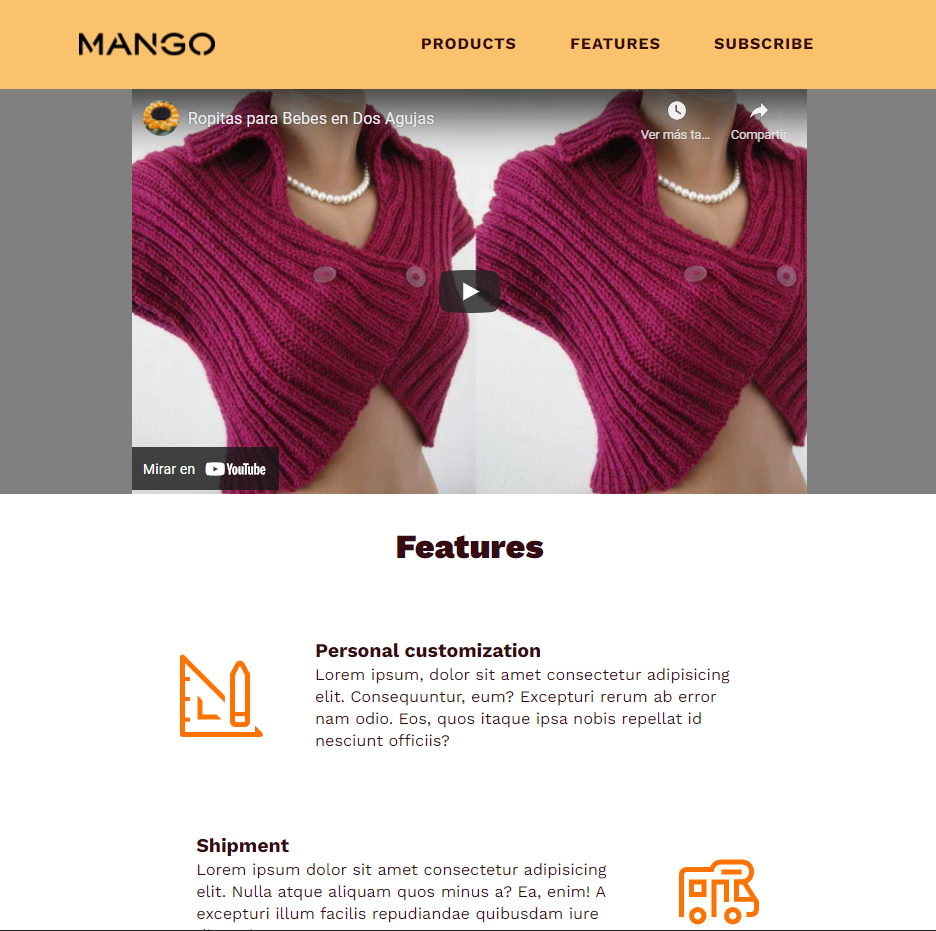 MANGO
PRODUCTS FEATURES SUBSCRIBE
Ropitas para Bebes en Dos Agujas
Ver más ta...
Compartir
Mirar en YouTube
Features
Personal customization
Lorem ipsum, dolor sit amet consectetur adipisicing
elit. Consequuntur, eum? Excepturi rerum ab error
nam odio. Eos, quos itaque ipsa nobis repellat id
nesciunt officiis?
Shipment
Lorem ipsum dolor sit amet consectetur adipisicing
elit. Nulla atque aliquam quos minus a? Ea, enim! A
excepturi illum facilis repudiandae quibusdam iure